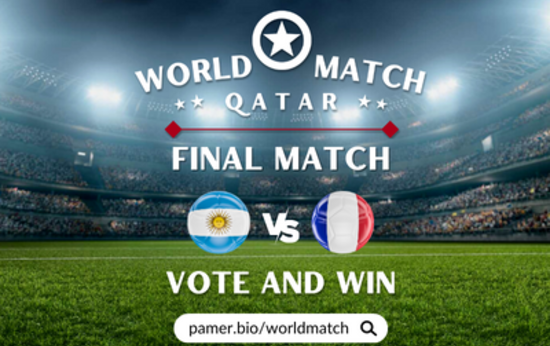 WORLD MATCH
QATAR
FINAL MATCH
VS
VOTE AND WIN
pamer.bio/worldmatch